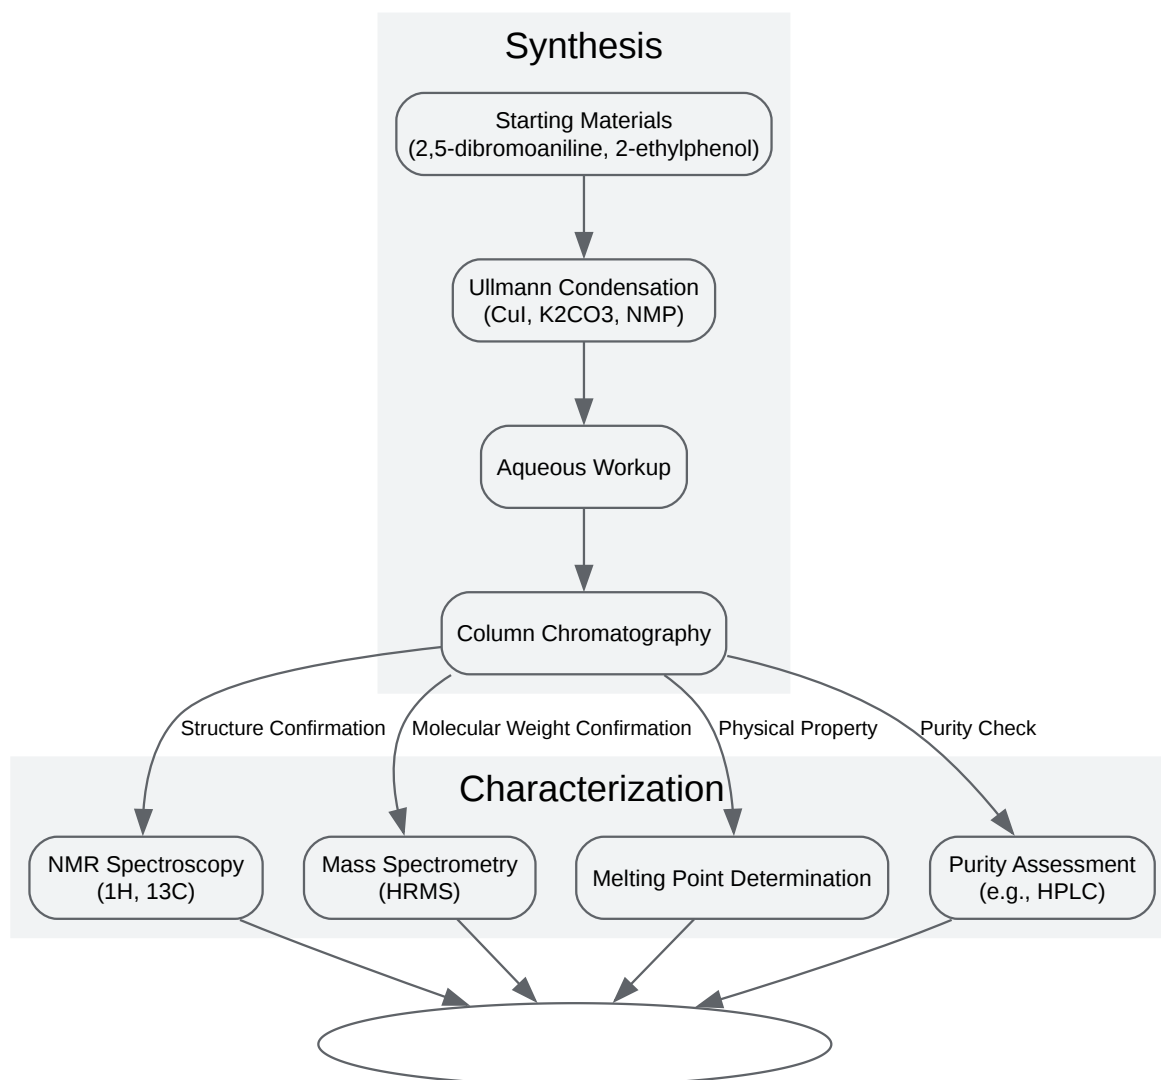 Synthesis
Starting Materials
(2,5-dibromoaniline, 2-ethylphenol)
Ullmann Condensation
(CuI, K2CO3, NMP)
Aqueous Workup
Column Chromatography
Structure Confirmation
Molecular Weight Confirmation
Physical Property
Purity Check
Characterization
NMR Spectroscopy
(1H, 13C)
Mass Spectrometry
(HRMS)
Melting Point Determination
Purity Assessment
(e.g., HPLC)